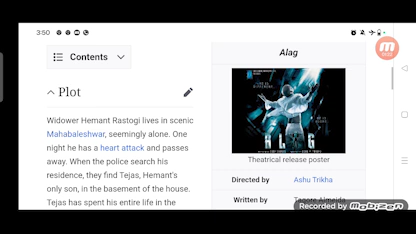 3:50
Contents
Plot
Widower Hemant Rastogi lives in scenic
Mahabaleshwar, seemingly alone. One
night he has a heart attack and passes
away. When the police search his
residence, they find Tejas, Hemant's
only son, in the basement of the house.
Tejas has spent his entire life in the
Alag
ALAG
Theatrical release poster
Directed by Ashu Trikha
Written by Tagore Almeida
Recorded by MOBIZEN